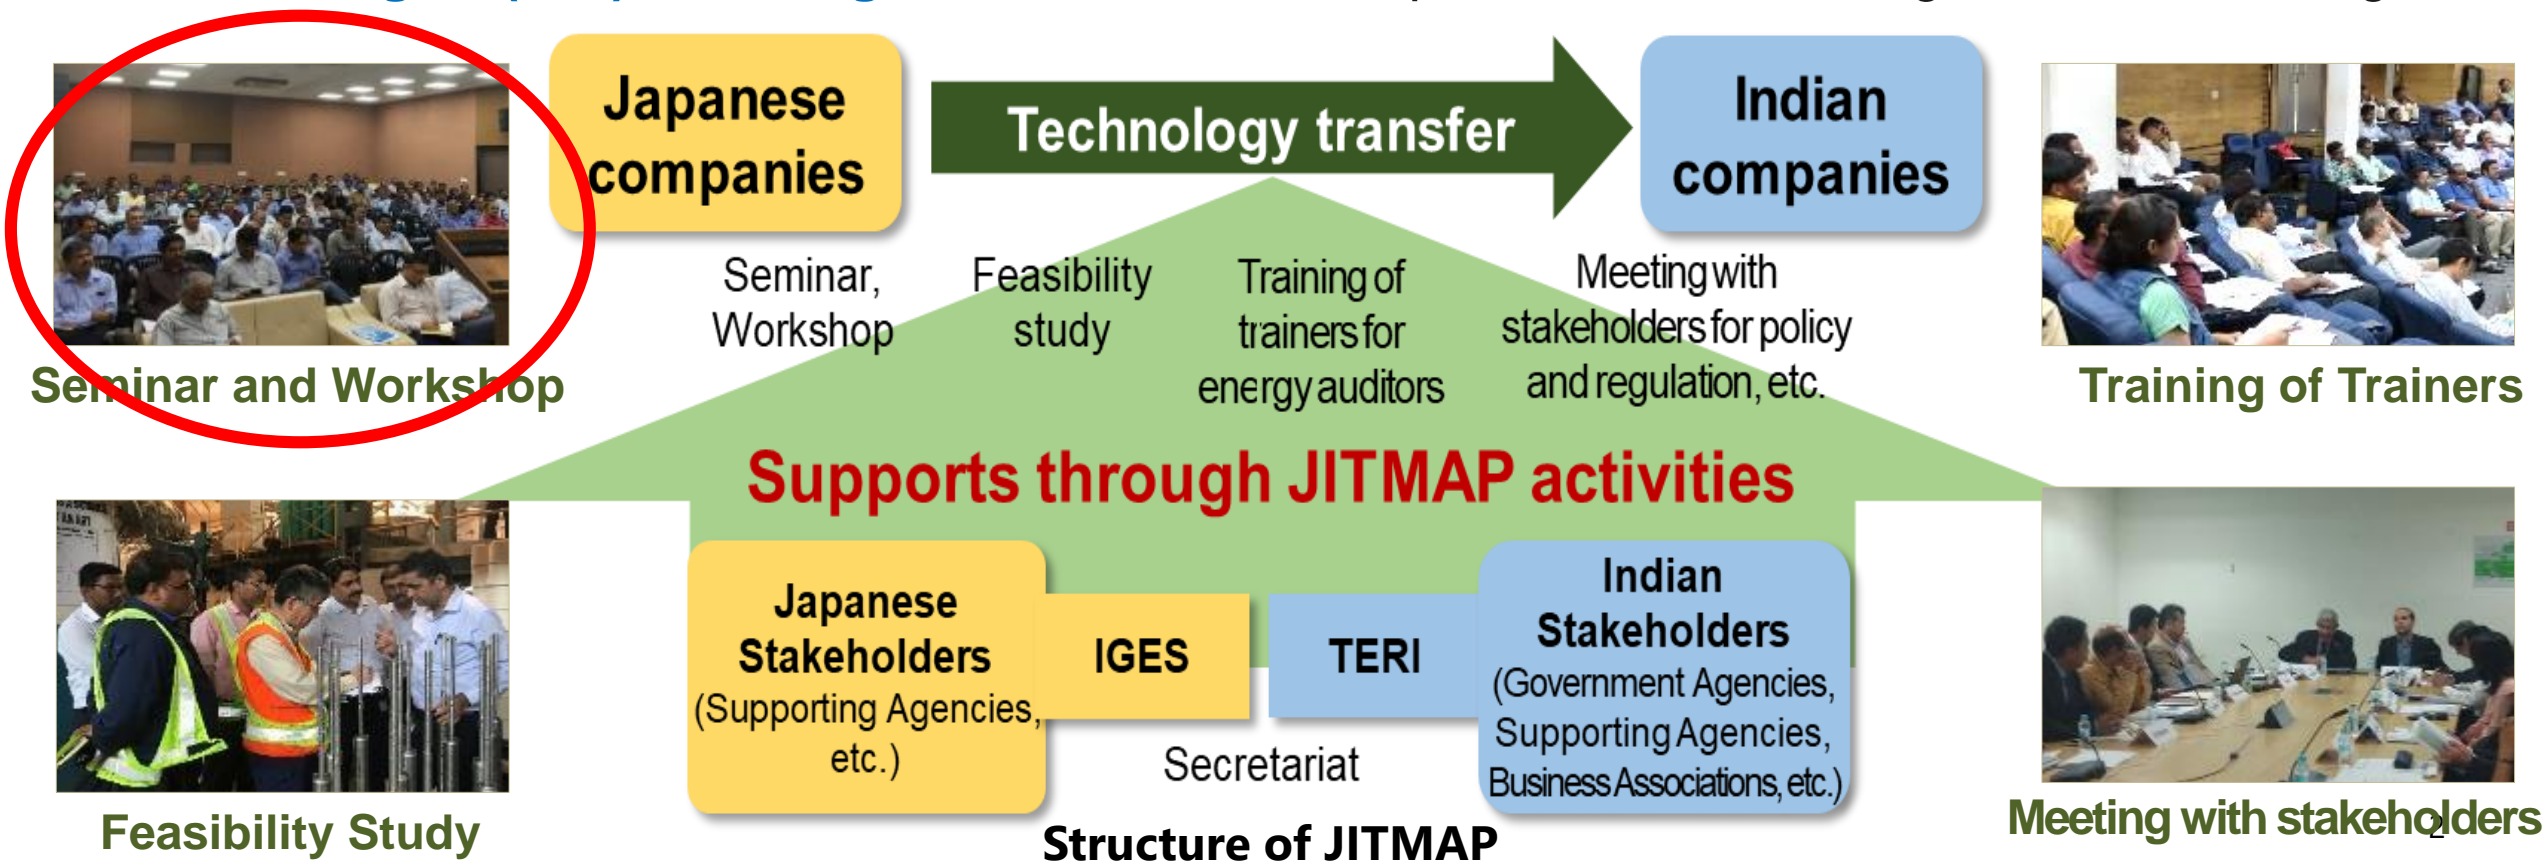 Japanese
companies
Technology transfer
Indian
companies
Seminar,
Workshop
Feasibility
study
Training of
trainers for
energy auditors
Meeting with
stakeholders for policy
and regulation, etc.
Seminar and Workshop
Training of Trainers
Supports through JITMAP activities
Japanese
Stakeholders
(Supporting Agencies,
etc.)
IGES
TERI
Secretariat
Indian
Stakeholders
(Government Agencies,
Supporting Agencies,
Business Associations, etc.)
Feasibility Study
Structure of JITMAP
Meeting with stakeholders
2